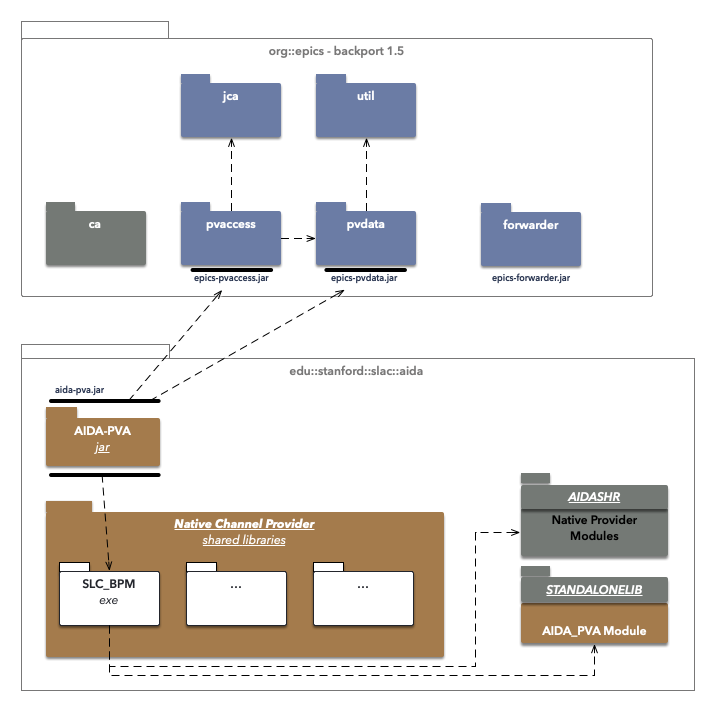 org::epics - backport 1.5
jca
util
ca
pvaccess
pvdata
forwarder
epics-pvaccess.jar
epics-pvdata.jar
epics-forwarder.jar
edu::stanford::slac::aida
aida-pva.jar
AIDA-PVA
jar
AIDASHR
Native Provider
Modules
Native Channel Provider
shared libraries
SLC_BPM
exe
...
...
STANDALONELIB
AIDA_PVA Module